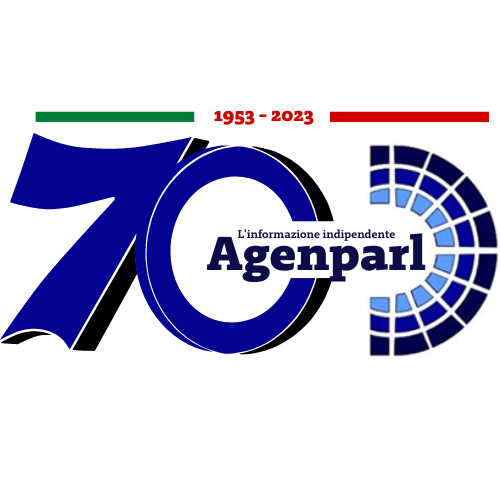 1953 - 2023
70
L'informazione indipendente
Agenparl